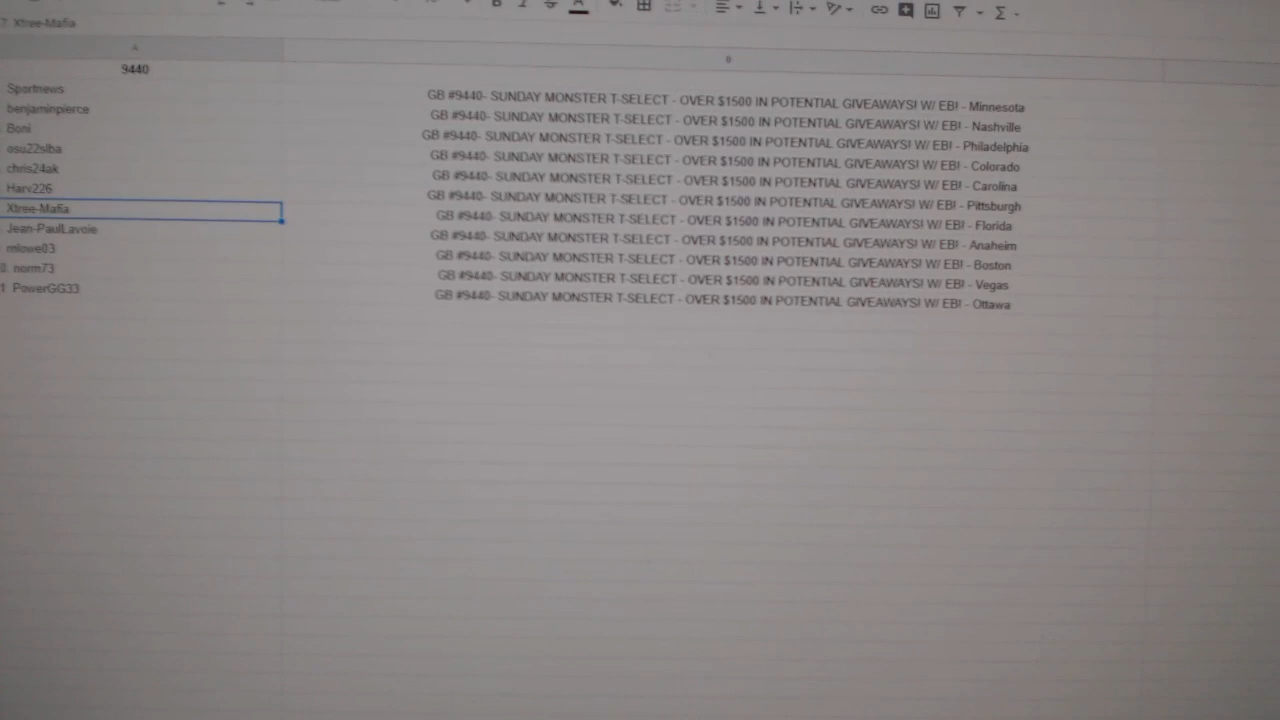 7. Xtree-Mafia
A
B
9440
Sportnews
GB #9440- SUNDAY MONSTER T-SELECT - OVER $1500 IN POTENTIAL GIVEAWAYS! W/ EB! - Minnesota
benjaminpierce
GB #9440- SUNDAY MONSTER T-SELECT - OVER $1500 IN POTENTIAL GIVEAWAYS! W/ EB! - Nashville
Boni
GB #9440- SUNDAY MONSTER T-SELECT - OVER $1500 IN POTENTIAL GIVEAWAYS! W/ EB! - Philadelphia
osu22siba
GB #9440- SUNDAY MONSTER T-SELECT - OVER $1500 IN POTENTIAL GIVEAWAYS! W/ EB! - Colorado
chris24ak
GB #9440- SUNDAY MONSTER T-SELECT - OVER $1500 IN POTENTIAL GIVEAWAYS! W/ EB! - Carolina
Harv226
GB #9440- SUNDAY MONSTER T-SELECT - OVER $1500 IN POTENTIAL GIVEAWAYS! W/ EB! - Pittsburgh
Xtree-Mafia
GB #9440- SUNDAY MONSTER T-SELECT - OVER $1500 IN POTENTIAL GIVEAWAYS! W/ EB! - Florida
Jean-PaulLavoie
GB #9440- SUNDAY MONSTER T-SELECT - OVER $1500 IN POTENTIAL GIVEAWAYS! W/ EB! - Anaheim
mlowe03
GB #9440- SUNDAY MONSTER T-SELECT - OVER $1500 IN POTENTIAL GIVEAWAYS! W/ EB! - Boston
0. norm73
GB #9440- SUNDAY MONSTER T-SELECT - OVER $1500 IN POTENTIAL GIVEAWAYS! W/ EB! - Vegas
1 PowerGG33
GB #9440- SUNDAY MONSTER T-SELECT - OVER $1500 IN POTENTIAL GIVEAWAYS! W/ EB! - Ottawa